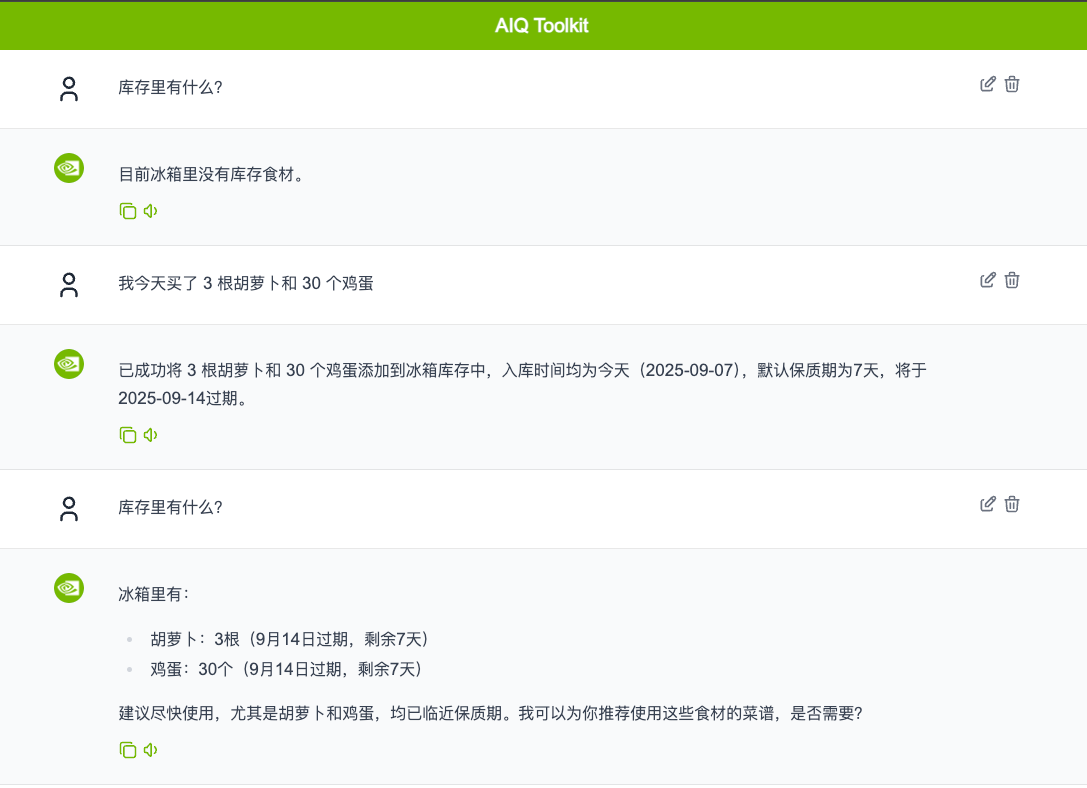 AIQ Toolkit
库存里有什么?
目前冰箱里没有库存食材。
我今天买了 3 根胡萝卜和 30 个鸡蛋
已成功将 3 根胡萝卜和 30 个鸡蛋添加到冰箱库存中，入库时间均为今天（2025-09-07），默认保质期为7天，将于
2025-09-14过期。
库存里有什么?
冰箱里有：
胡萝卜：3根（9月14日过期，剩余7天）
鸡蛋：30个（9月14日过期，剩余7天）
建议尽快使用，尤其是胡萝卜和鸡蛋，均已临近保质期。我可以为你推荐使用这些食材的菜谱，是否需要?